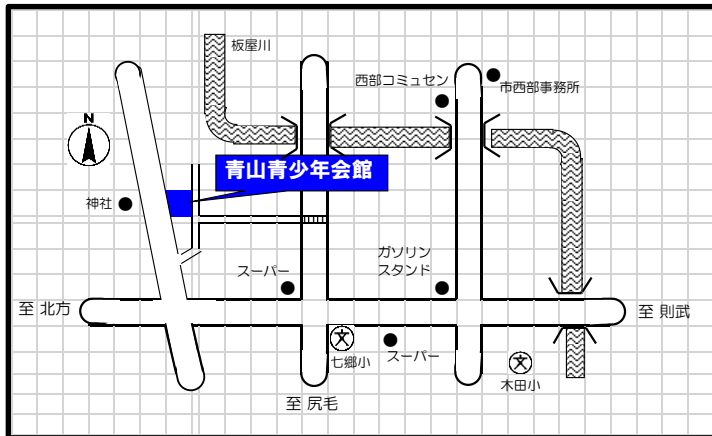 板屋川
西部コミュセン
市西部事務所
N
青山青少年会館
神社
スーパー
ガソリン
スタンド
至 北方
至 則武
文
七郷小
スーパー
文
木田小
至 尻毛